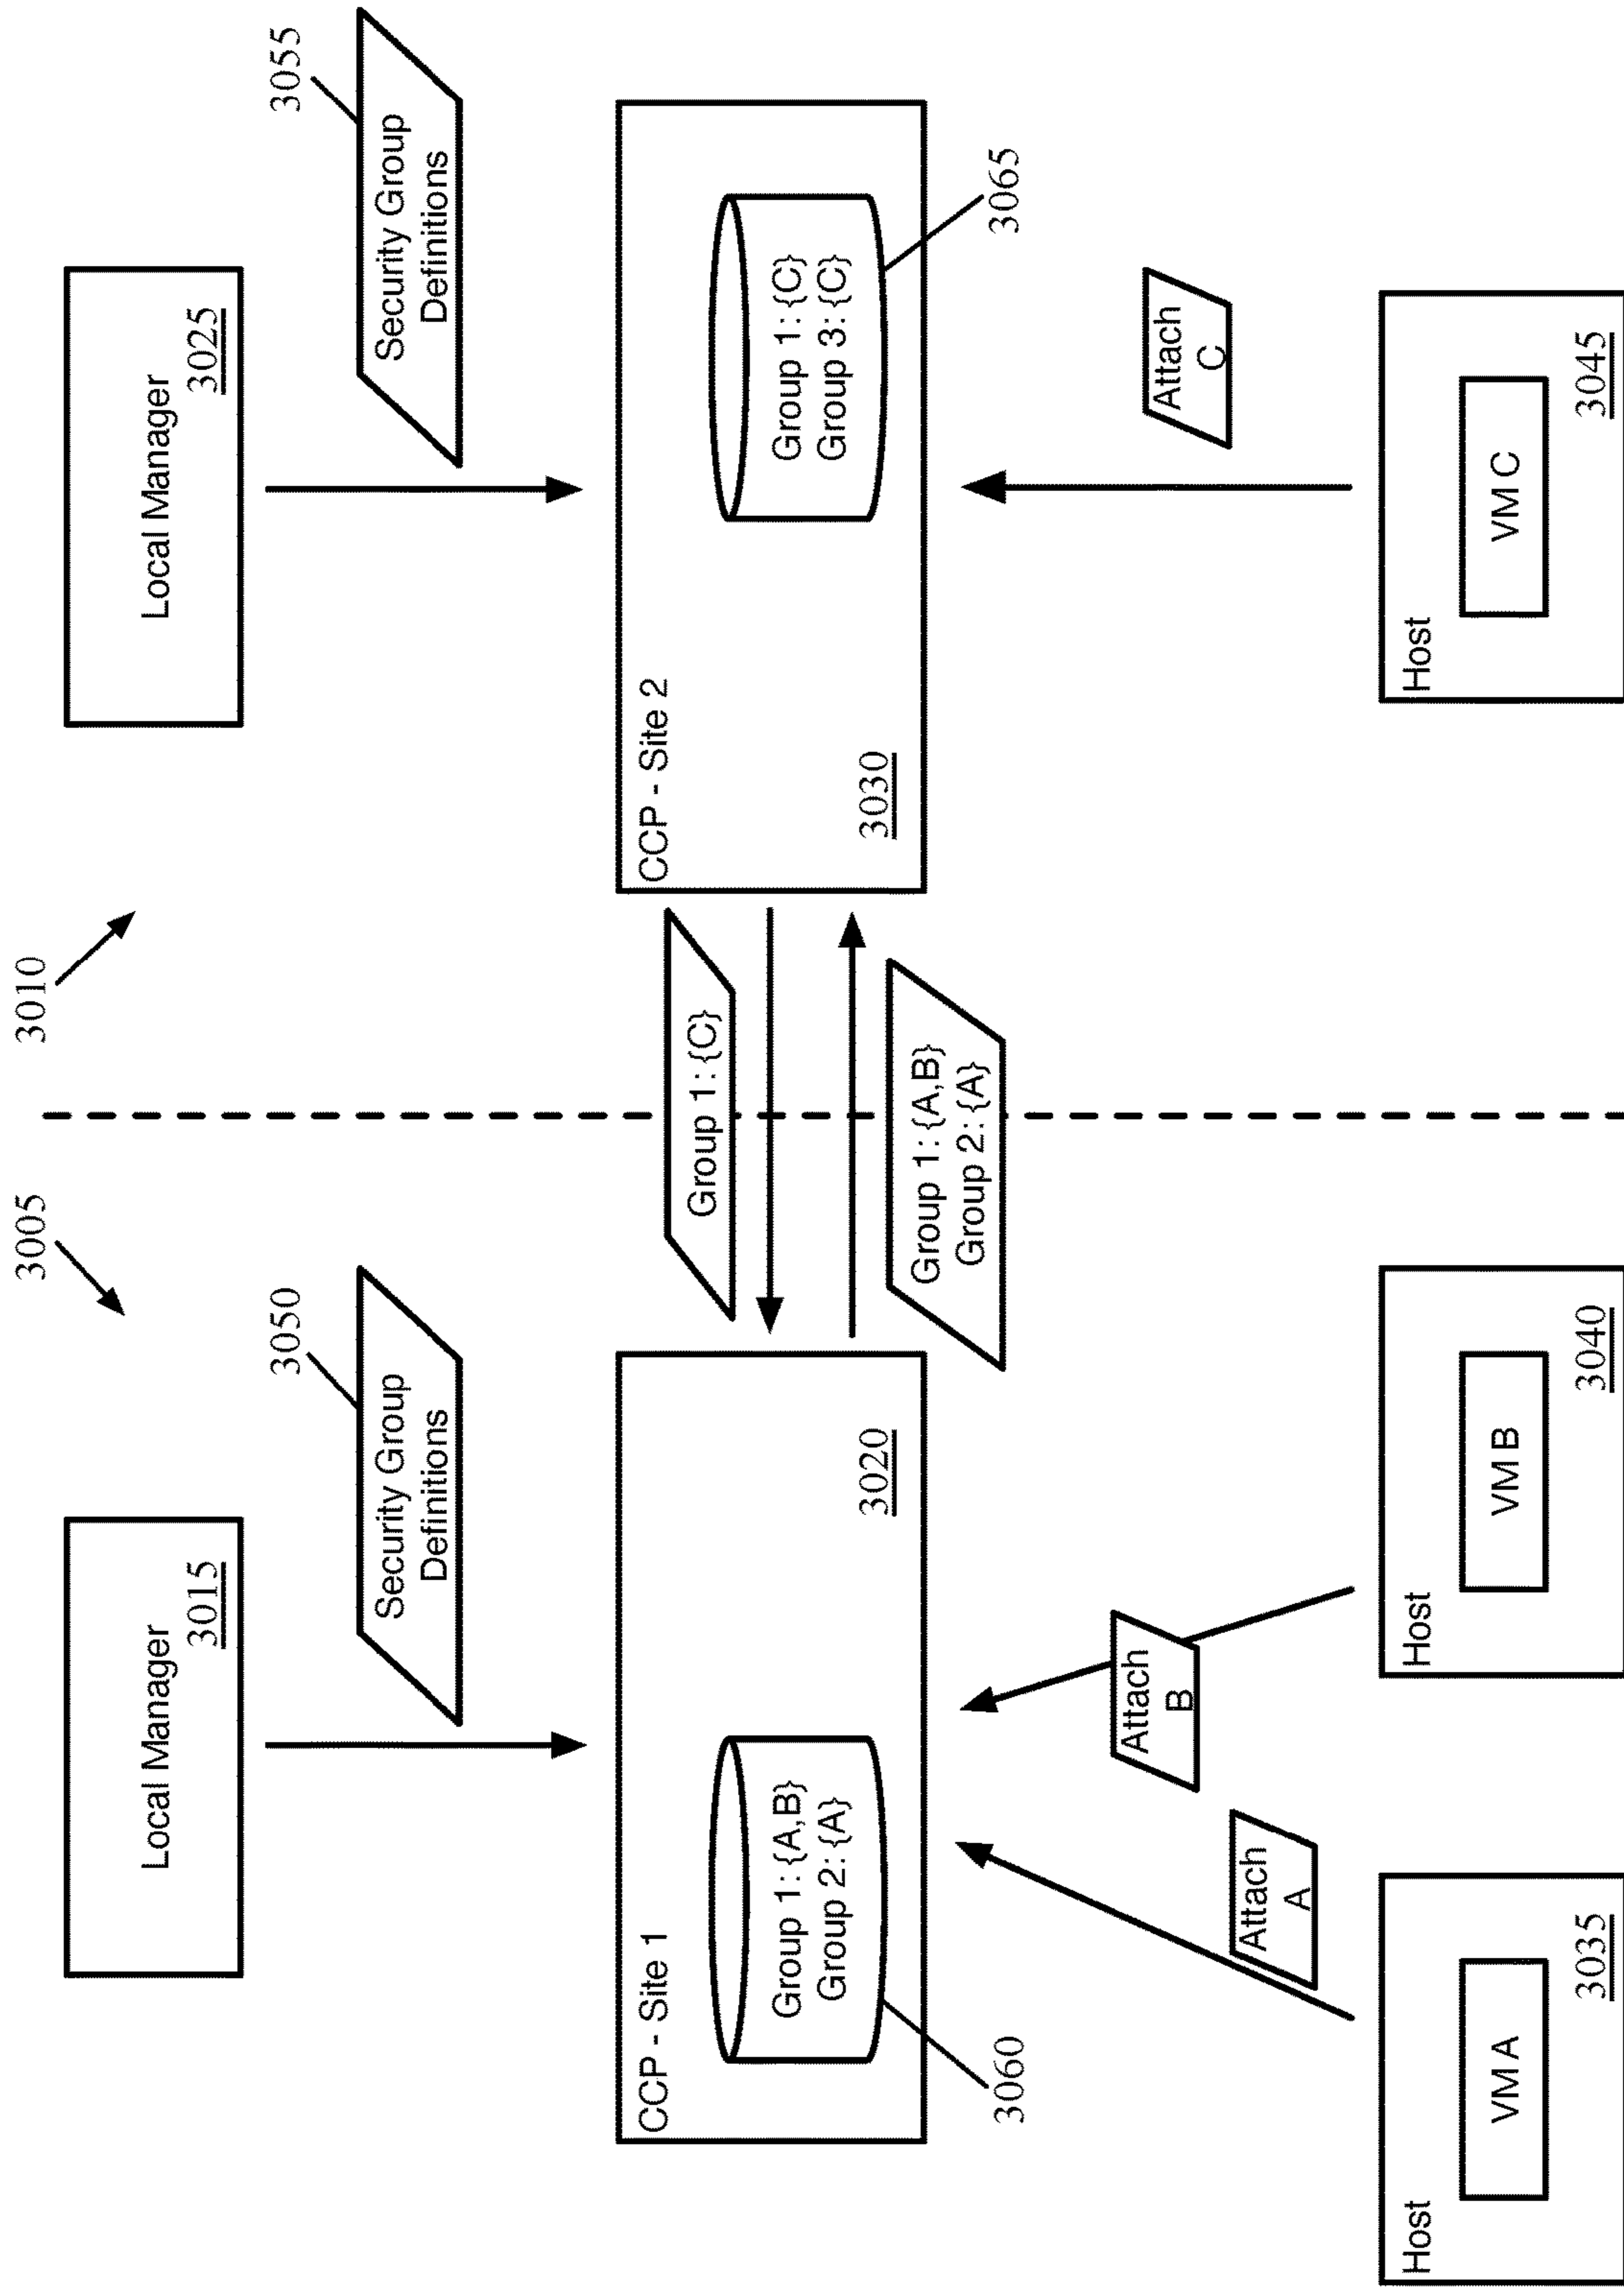 3005
3010
Local Manager
3015
Local Manager
3025
3050
Security Group
Definitions
3055
Security Group
Definitions
CCP - Site 1
Group 1: {A,B}
Group 2: {A}
3020
3060
Group 1: {C}
Group 1: {A,B}
Group 2: {A}
CCP - Site 2
3030
Group 1: {C}
Group 3: {C}
3065
Attach
A
Attach
B
Attach
C
Host
VM A
3035
Host
VM B
3040
Host
VM C
3045